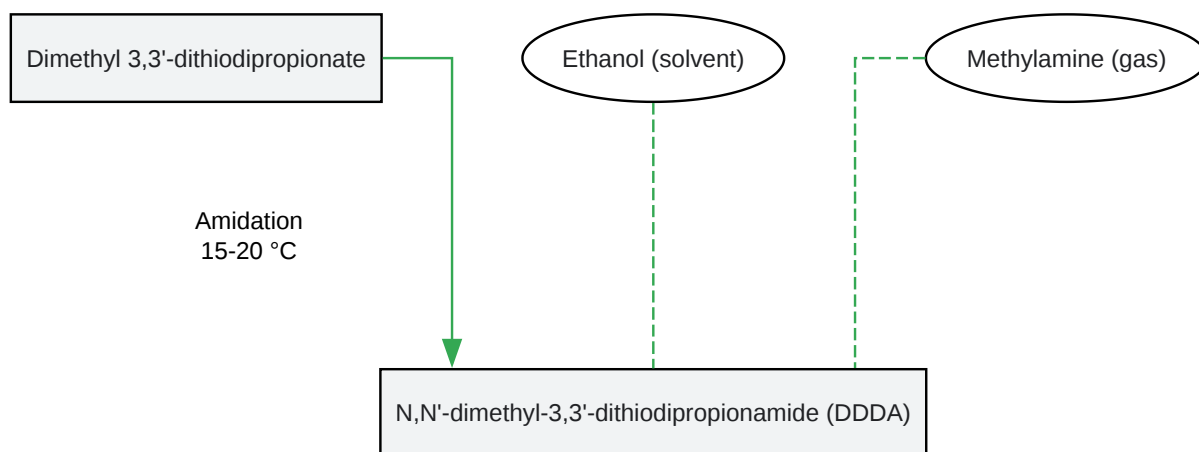 Dimethyl 3,3'-dithiodipropionate
Ethanol (solvent)
Methylamine (gas)
Amidation
15-20 °C
N,N'-dimethyl-3,3'-dithiodipropionamide (DDDA)